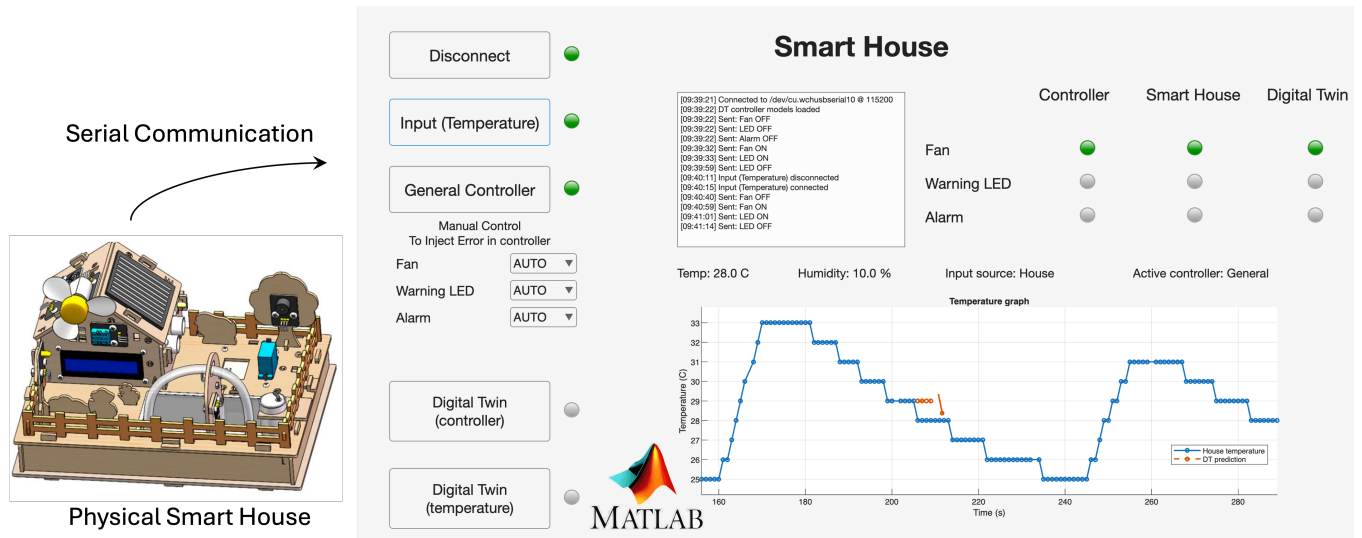 Serial Communication
Physical Smart House
Disconnect
Input (Temperature)
General Controller
Manual Control
To Inject Error in controller
Fan AUTO
Warning LED AUTO
Alarm AUTO
Digital Twin
(controller)
Digital Twin
(temperature)
MATLAB
Smart House
[09:39:21] Connected to /dev/cu.wchusbserial10 @ 115200
[09:39:22] DT controller models loaded
[09:39:22] Sent: Fan OFF
[09:39:22] Sent: LED OFF
[09:39:22] Sent: Alarm OFF
[09:39:32] Sent: Fan ON
[09:39:33] Sent: LED ON
[09:39:59] Sent: LED OFF
[09:40:11] Input (Temperature) disconnected
[09:40:15] Input (Temperature) connected
[09:40:40] Sent: Fan OFF
[09:40:59] Sent: Fan ON
[09:41:01] Sent: LED ON
[09:41:14] Sent: LED OFF
Controller Smart House Digital Twin
Fan
Warning LED
Alarm
Temp: 28.0 C Humidity: 10.0 % Input source: House Active controller: General
Temperature graph
Temperature (C)
33
32
31
30
29
28
27
26
25
160 180 200 220 240 260 280
Time (s)
House temperature
DT prediction